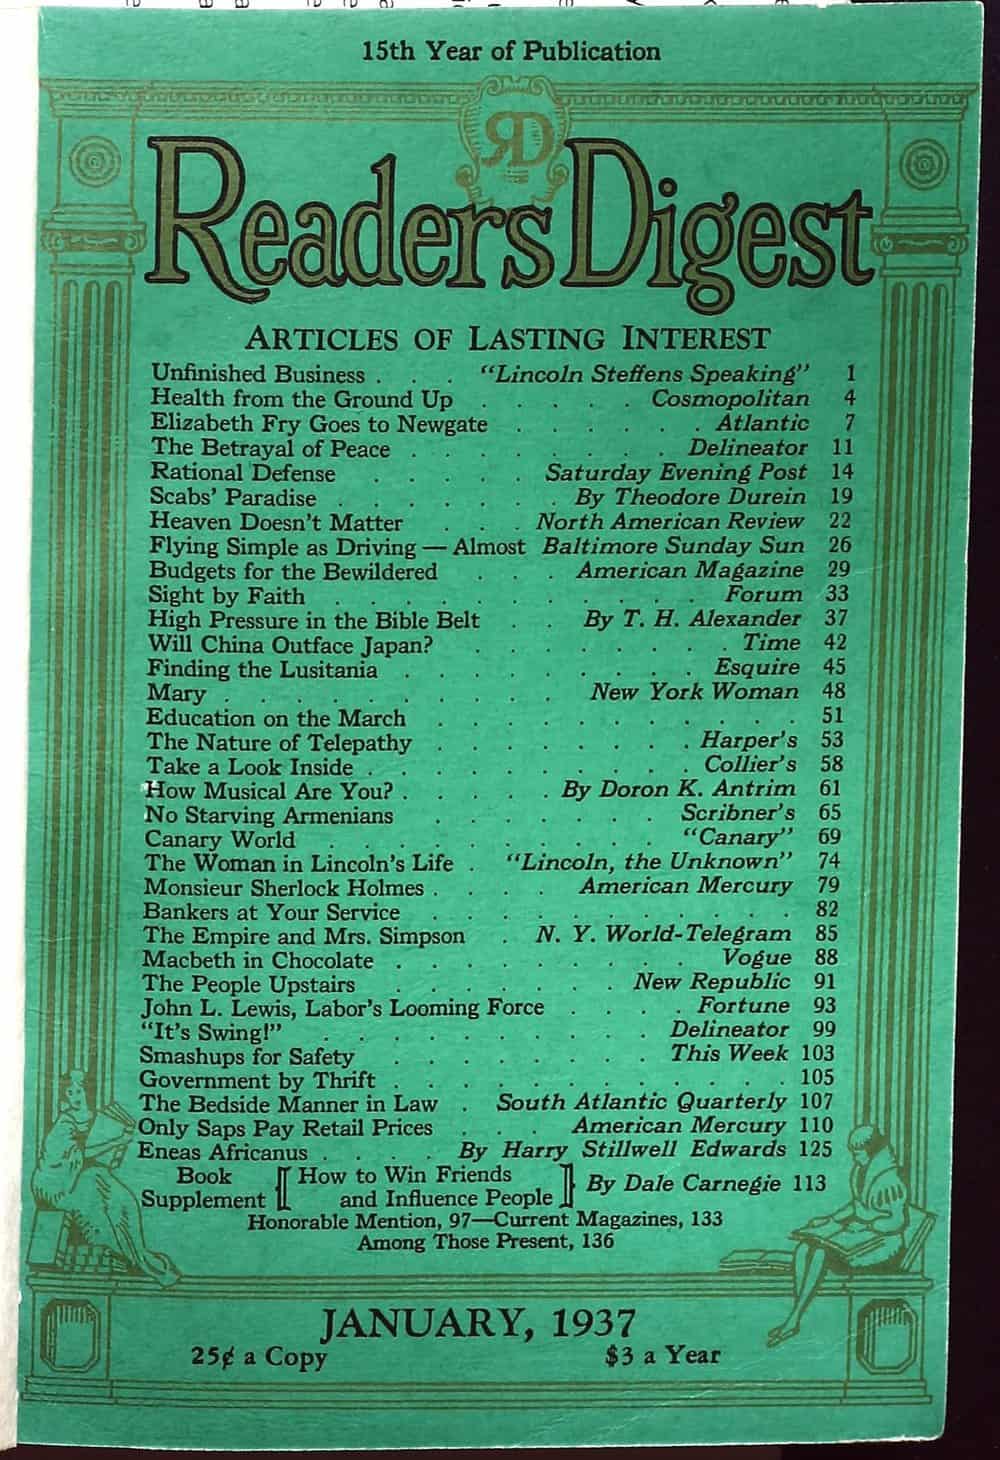 15th Year of Publication
RD
Readers Digest
ARTICLES OF LASTING INTEREST
Unfinished Business . . . "Lincoln Steffens Speaking" 1
Health from the Ground Up . . . . . Cosmopolitan 4
Elizabeth Fry Goes to Newgate . . . . . . Atlantic 7
The Betrayal of Peace . . . . . . . . Delineator 11
Rational Defense . . . . . Saturday Evening Post 14
Scabs' Paradise . . . . . . . By Theodore Durein 19
Heaven Doesn't Matter . . . North American Review 22
Flying Simple as Driving — Almost Baltimore Sunday Sun 26
Budgets for the Bewildered . . . American Magazine 29
Sight by Faith . . . . . . . . . . . Forum 33
High Pressure in the Bible Belt . . By T. H. Alexander 37
Will China Outface Japan? . . . . . . . . Time 42
Finding the Lusitania . . . . . . . . . Esquire 45
Mary . . . . . . . . . . New York Woman 48
Education on the March . . . . . . . . . . . 51
The Nature of Telepathy . . . . . . . . Harper's 53
Take a Look Inside . . . . . . . . . . Collier's 58
How Musical Are You? . . . . . By Doron K. Antrim 61
No Starving Armenians . . . . . . . Scribner's 65
Canary World . . . . . . . . . . "Canary" 69
The Woman in Lincoln's Life . "Lincoln, the Unknown" 74
Monsieur Sherlock Holmes . . . . American Mercury 79
Bankers at Your Service . . . . . . . . . . . 82
The Empire and Mrs. Simpson . N. Y. World-Telegram 85
Macbeth in Chocolate . . . . . . . . . Vogue 88
The People Upstairs . . . . . . . New Republic 91
John L. Lewis, Labor's Looming Force . . . . Fortune 93
"It's Swing!" . . . . . . . . . . Delineator 99
Smashups for Safety . . . . . . . . This Week 103
Government by Thrift . . . . . . . . . . . . 105
The Bedside Manner in Law . South Atlantic Quarterly 107
Only Saps Pay Retail Prices . . . American Mercury 110
Eneas Africanus . . . . By Harry Stillwell Edwards 125
Book Supplement [ How to Win Friends
and Influence People ] By Dale Carnegie 113
Honorable Mention, 97—Current Magazines, 133
Among Those Present, 136
JANUARY, 1937
25¢ a Copy $3 a Year